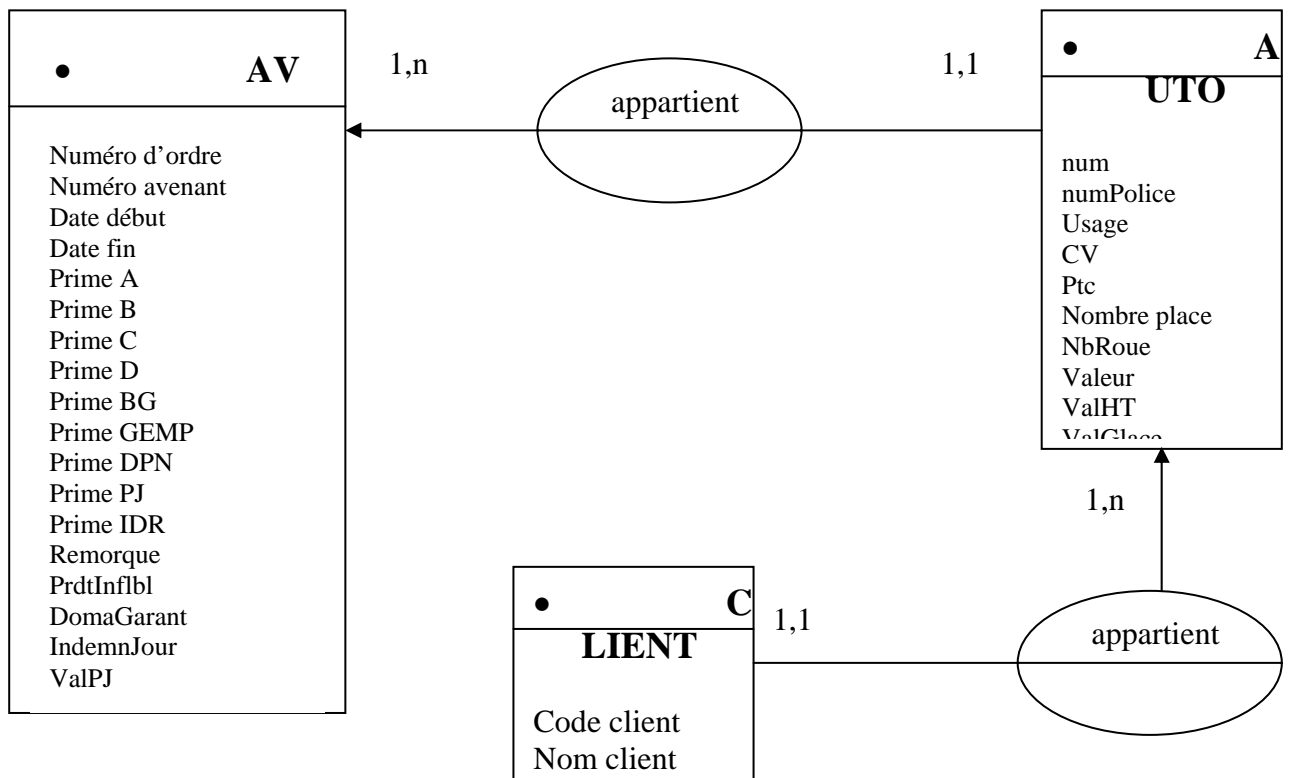 • AV
Numéro d'ordre
Numéro avenant
Date début
Date fin
Prime A
Prime B
Prime C
Prime D
Prime BG
Prime GEMP
Prime DPN
Prime PJ
Prime IDR
Remorque
PrdtInflbl
DomaGarant
IndemnJour
ValPJ
1,n
appartient
1,1
• A
UTO
num
numPolice
Usage
CV
Ptc
Nombre place
NbRoue
Valeur
ValHT
ValGlace
1,n
appartient
1,1
• C
LIENT
Code client
Nom client